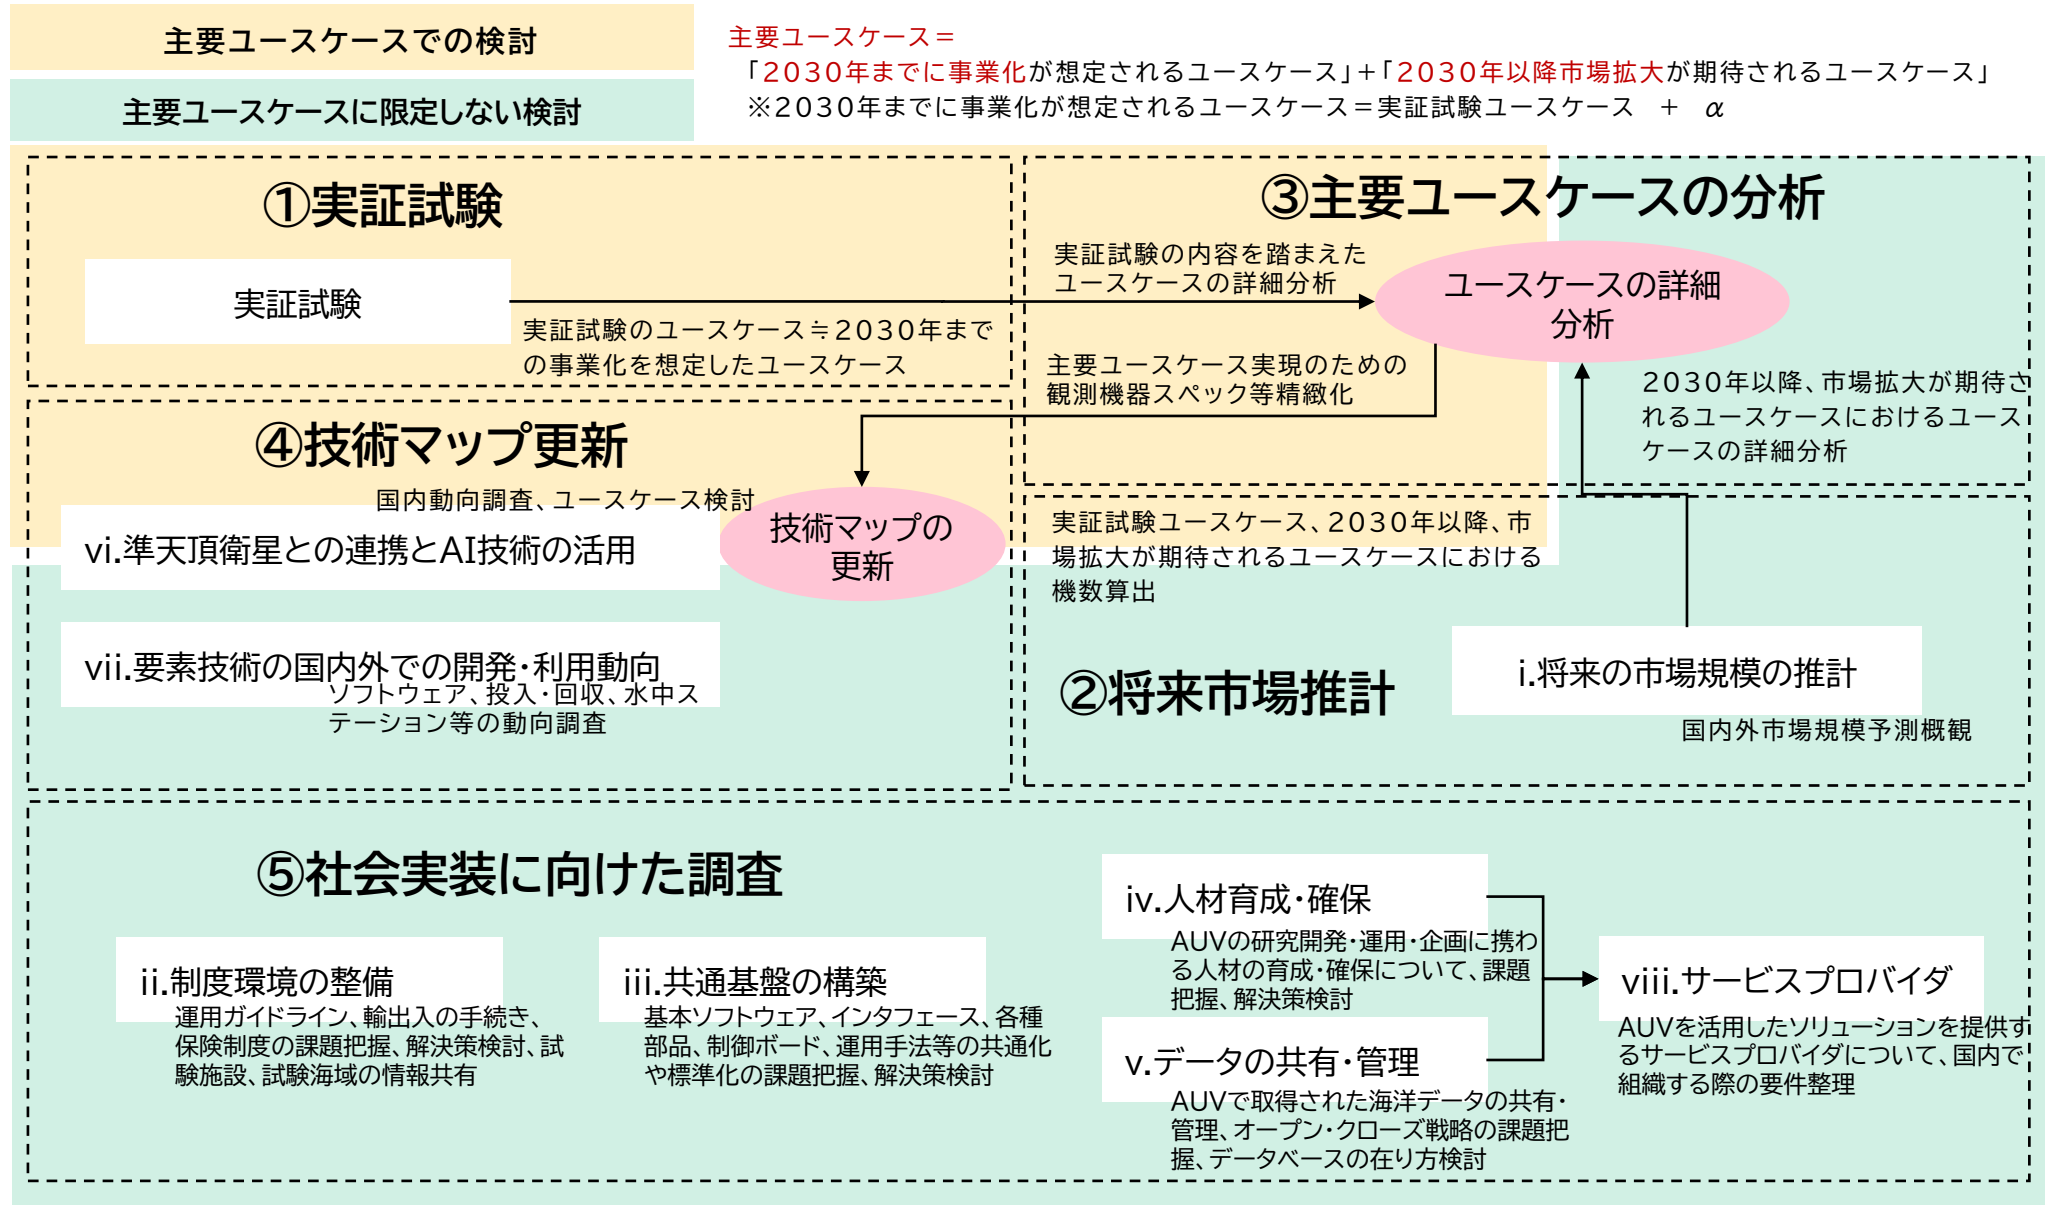 主要ユースケースでの検討
主要ユースケースに限定しない検討
主要ユースケース＝
「2030年までに事業化が想定されるユースケース」＋「2030年以降市場拡大が期待されるユースケース」
※2030年までに事業化が想定されるユースケース＝実証試験ユースケース　＋　α
①実証試験
実証試験
実証試験のユースケース≒2030年まで
の事業化を想定したユースケース
③主要ユースケースの分析
実証試験の内容を踏まえた
ユースケースの詳細分析
ユースケースの詳細
分析
主要ユースケース実現のための
観測機器スペック等精緻化
2030年以降、市場拡大が期待さ
れるユースケースにおけるユース
ケースの詳細分析
④技術マップ更新
国内動向調査、ユースケース検討
vi.準天頂衛星との連携とAI技術の活用
技術マップの
更新
vii.要素技術の国内外での開発・利用動向
ソフトウェア、投入・回収、水中ス
テーション等の動向調査
実証試験ユースケース、2030年以降、市
場拡大が期待されるユースケースにおける
機数算出
②将来市場推計
i.将来の市場規模の推計
国内外市場規模予測概観
⑤社会実装に向けた調査
ii.制度環境の整備
運用ガイドライン、輸出入の手続き、
保険制度の課題把握、解決策検討、試
験施設、試験海域の情報共有
iii.共通基盤の構築
基本ソフトウェア、インタフェース、各種
部品、制御ボード、運用手法等の共通化
や標準化の課題把握、解決策検討
iv.人材育成・確保
AUVの研究開発・運用・企画に携わ
る人材の育成・確保について、課題
把握、解決策検討
v.データの共有・管理
AUVで取得された海洋データの共有・
管理、オープン・クローズ戦略の課題把
握、データベースの在り方検討
viii.サービスプロバイダ
AUVを活用したソリューションを提供す
るサービスプロバイダについて、国内で
組織する際の要件整理